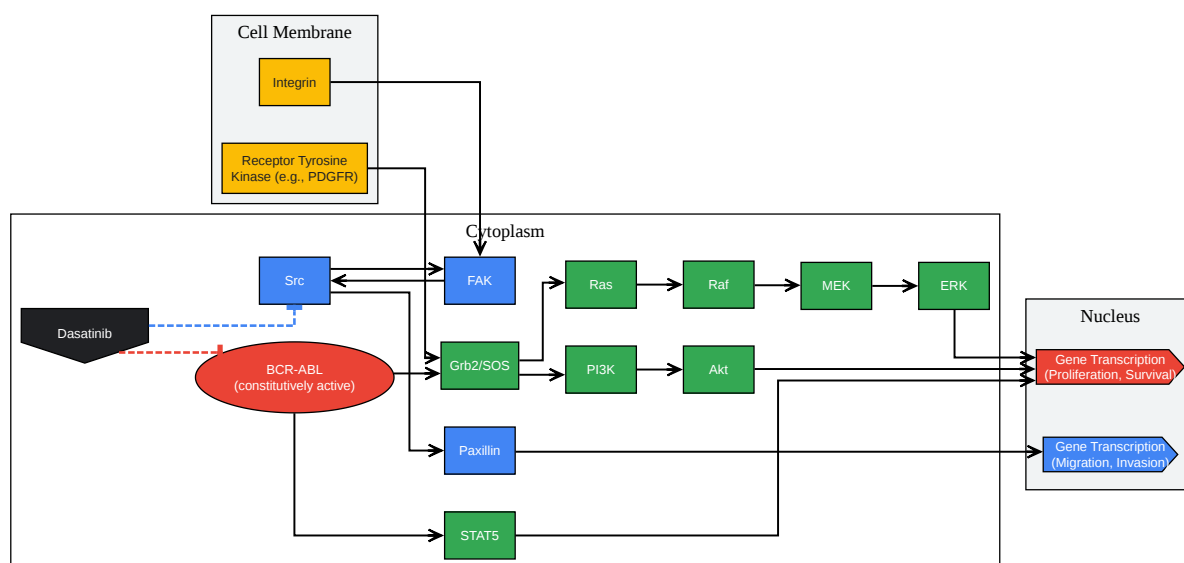 Cell Membrane
Integrin
Receptor Tyrosine
Kinase (e.g., PDGFR)
Cytoplasm
Src
FAK
Ras
Raf
MEK
ERK
Dasatinib
Nucleus
BCR-ABL
(constitutively active)
Grb2/SOS
PI3K
Akt
Gene Transcription
(Proliferation, Survival)
Paxillin
Gene Transcription
(Migration, Invasion)
STAT5